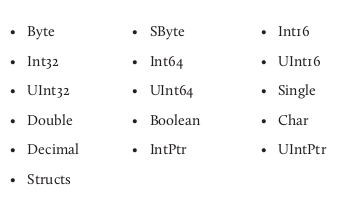 • Byte • SByte • Int16
• Int32 • Int64 • UInt16
• UInt32 • UInt64 • Single
• Double • Boolean • Char
• Decimal • IntPtr • UIntPtr
• Structs